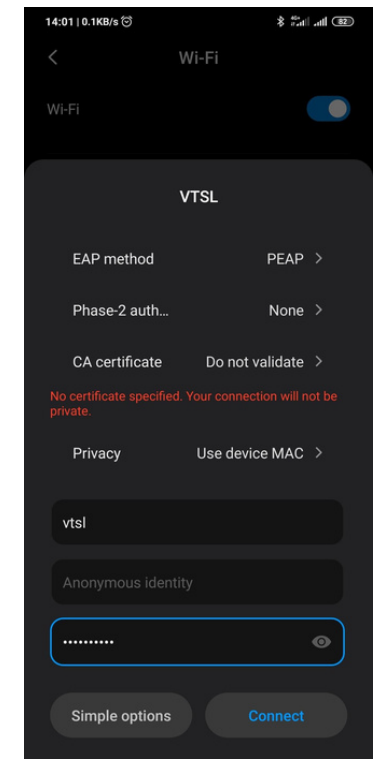 14:01 | 0.1KB/s
4G+
82
Wi-Fi
Wi-Fi
VTSL
EAP method PEAP
Phase-2 auth... None
CA certificate Do not validate
No certificate specified. Your connection will not be
private.
Privacy Use device MAC
vtsl
Anonymous identity
••••••••••
Simple options Connect